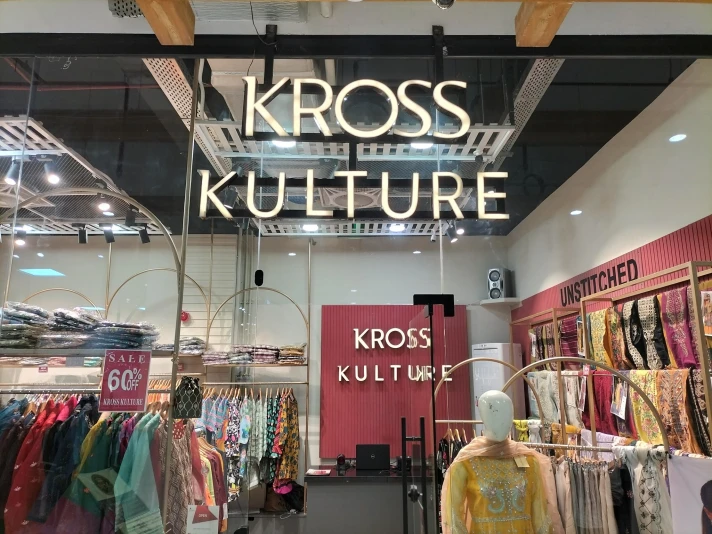 KROSS
KULTURE
UNSTITCHED
KROSS
KULTURE
SALE
60% OFF
KROSS KULTURE